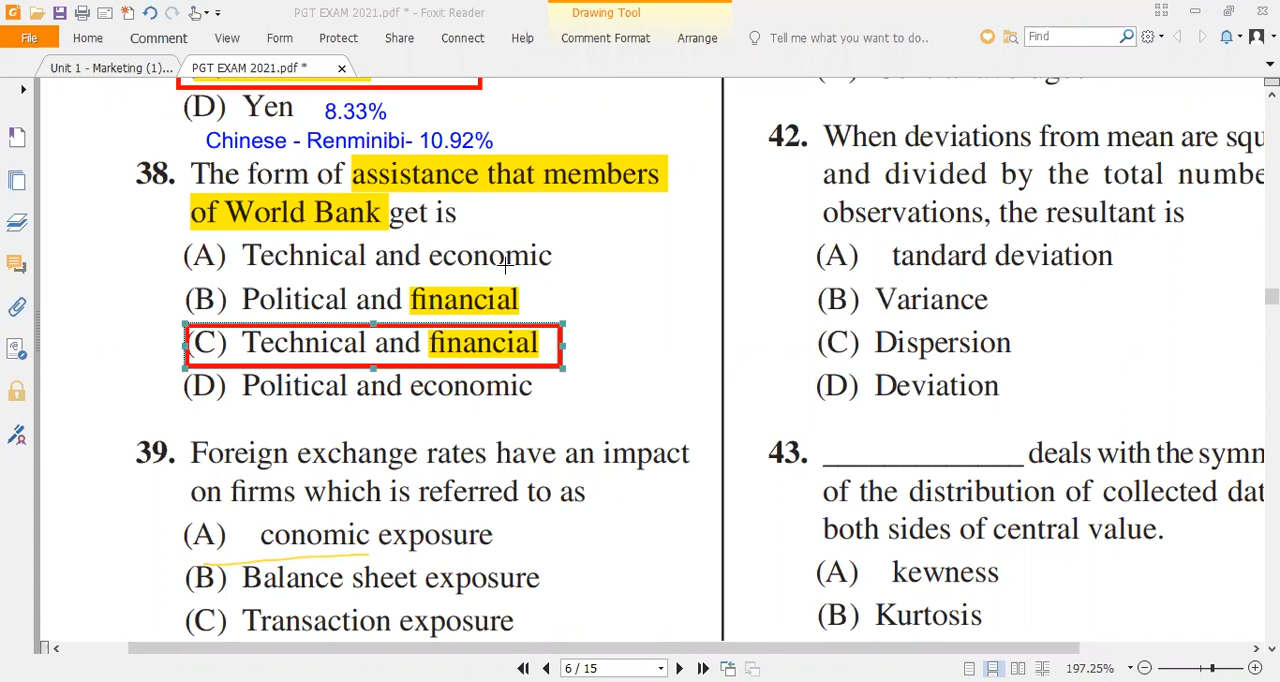 PGT EXAM 2021.pdf * - Foxit Reader
Drawing Tool
File
Home
Comment
View
Form
Protect
Share
Connect
Help
Comment Format
Arrange
Tell me what you want to do..
Find
Unit 1 - Marketing (1)...
PGT EXAM 2021.pdf *
(D) Yen
8.33%
Chinese - Renminibi- 10.92%
38. The form of assistance that members
of World Bank get is
(A) Technical and economic
(B) Political and financial
(C) Technical and financial
(D) Political and economic
39. Foreign exchange rates have an impact
on firms which is referred to as
(A) conomic exposure
(B) Balance sheet exposure
(C) Transaction exposure
42. When deviations from mean are squ
and divided by the total numbe
observations, the resultant is
(A) tandard deviation
(B) Variance
(C) Dispersion
(D) Deviation
43. ______________ deals with the symm
of the distribution of collected dat
both sides of central value.
(A) kewness
(B) Kurtosis
6 / 15
197.25%